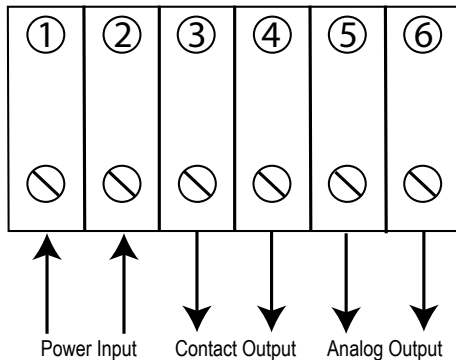 ① ② ③ ④ ⑤ ⑥
Power Input Contact Output Analog Output